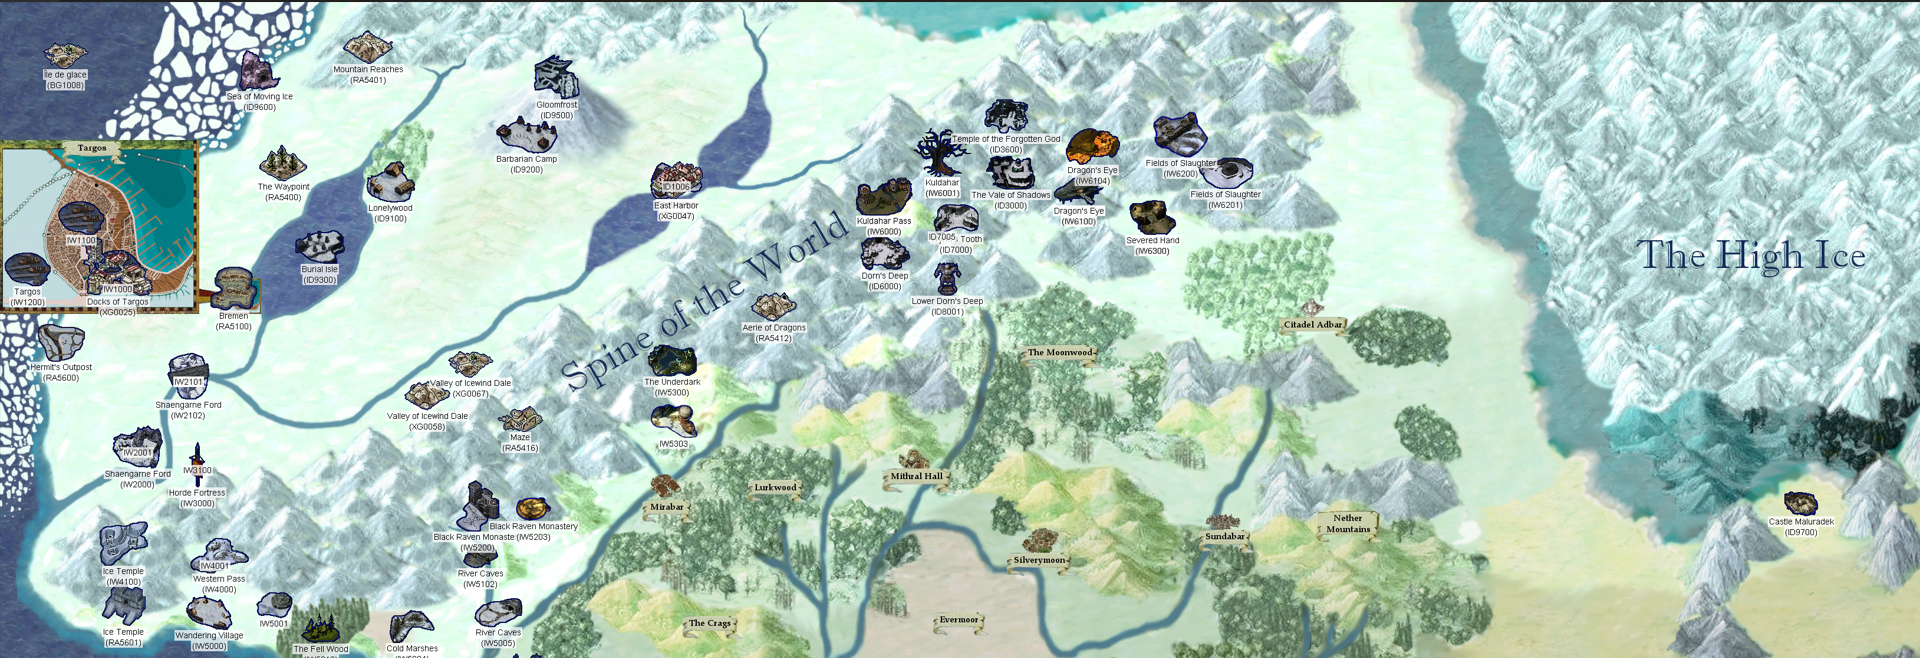 Île de glace
(BG1008)
Sea of Moving Ice
(ID9600)
Mountain Reaches
(RA5401)
Gloomfrost
(ID9500)
Barbarian Camp
(ID9200)
Targos
IW1100
Targos
(IW1200)
IW1000
Docks of Targos
(XG0025)
The Waypoint
(RA5400)
Lonelywood
(ID9100)
Burial Isle
(ID9300)
Bremen
(RA5100)
ID1006
East Harbor
(XG0047)
Kuldahar
(IW6001)
Temple of the Forgotten God
(ID3600)
The Vale of Shadows
(ID3000)
Dragon's Eye
(IW6104)
Dragon's Eye
(IW6100)
Fields of Slaughter
(IW6200)
Fields of Slaughter
(IW6201)
Severed Hand
(IW6300)
Kuldahar Pass
(IW6000)
ID7005
Tooth
(ID7000)
Dorn's Deep
(ID6000)
Lower Dorn's Deep
(ID8001)
The High Ice
Spine of the World
Aerie of Dragons
(RA5412)
Hermit's Outpost
(RA5600)
IW2101
Shaengarne Ford
(IW2102)
Valley of Icewind Dale
(XG0067)
Valley of Icewind Dale
(XG0058)
Maze
(RA5416)
The Underdark
(IW5300)
IW5303
The Moonwood
Citadel Adbar
IW2001
Shaengarne Ford
(IW2000)
IW3100
Horde Fortress
(IW3000)
Black Raven Monastery
(IW5203)
Black Raven Monaste
(IW5200)
River Caves
(IW5102)
Mirabar
Lurkwood
Mithral Hall
Silverymoon
Sundabar
Nether
Mountains
Castle Maluradek
(ID9700)
Ice Temple
(IW4100)
IW4001
Western Pass
(IW4000)
Ice Temple
(RA5601)
Wandering Village
(IW5000)
IW5001
The Fell Wood
Cold Marshes
River Caves
(IW5005)
The Crags
Evermoor